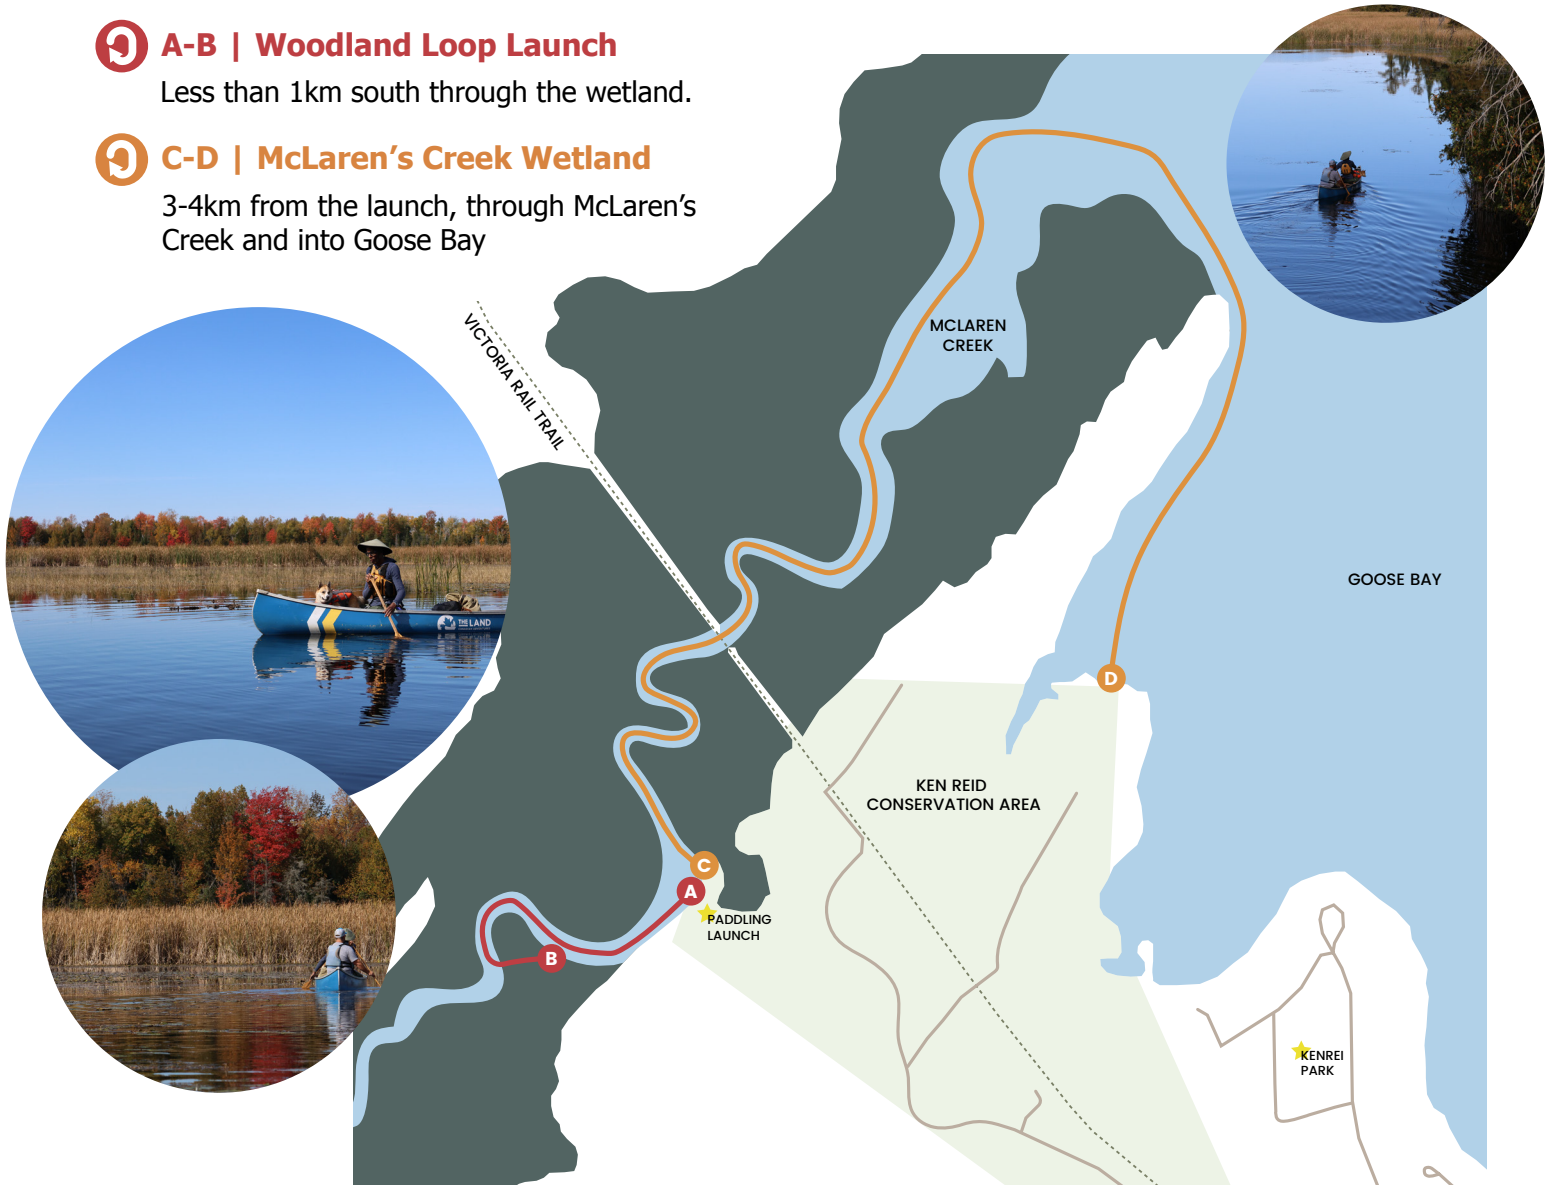 A-B | Woodland Loop Launch
Less than 1km south through the wetland.
C-D | McLaren’s Creek Wetland
3-4km from the launch, through McLaren’s
Creek and into Goose Bay
VICTORIA RAIL TRAIL
MCLAREN
CREEK
GOOSE BAY
THE LAND
D
KEN REID
CONSERVATION AREA
C
A
PADDLING
LAUNCH
B
KENREI
PARK